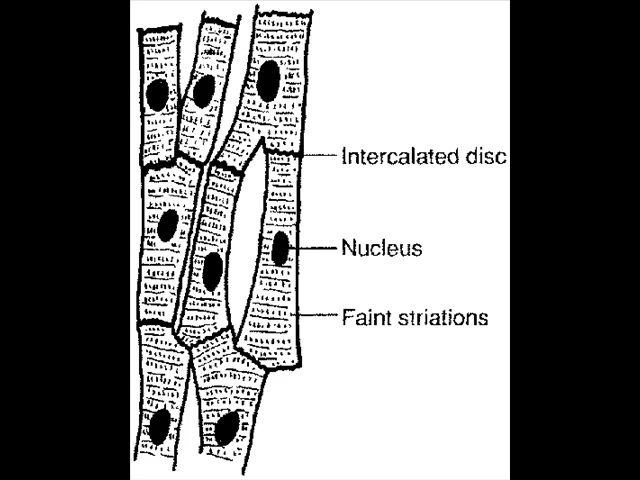 Intercalated disc
Nucleus
Faint striations